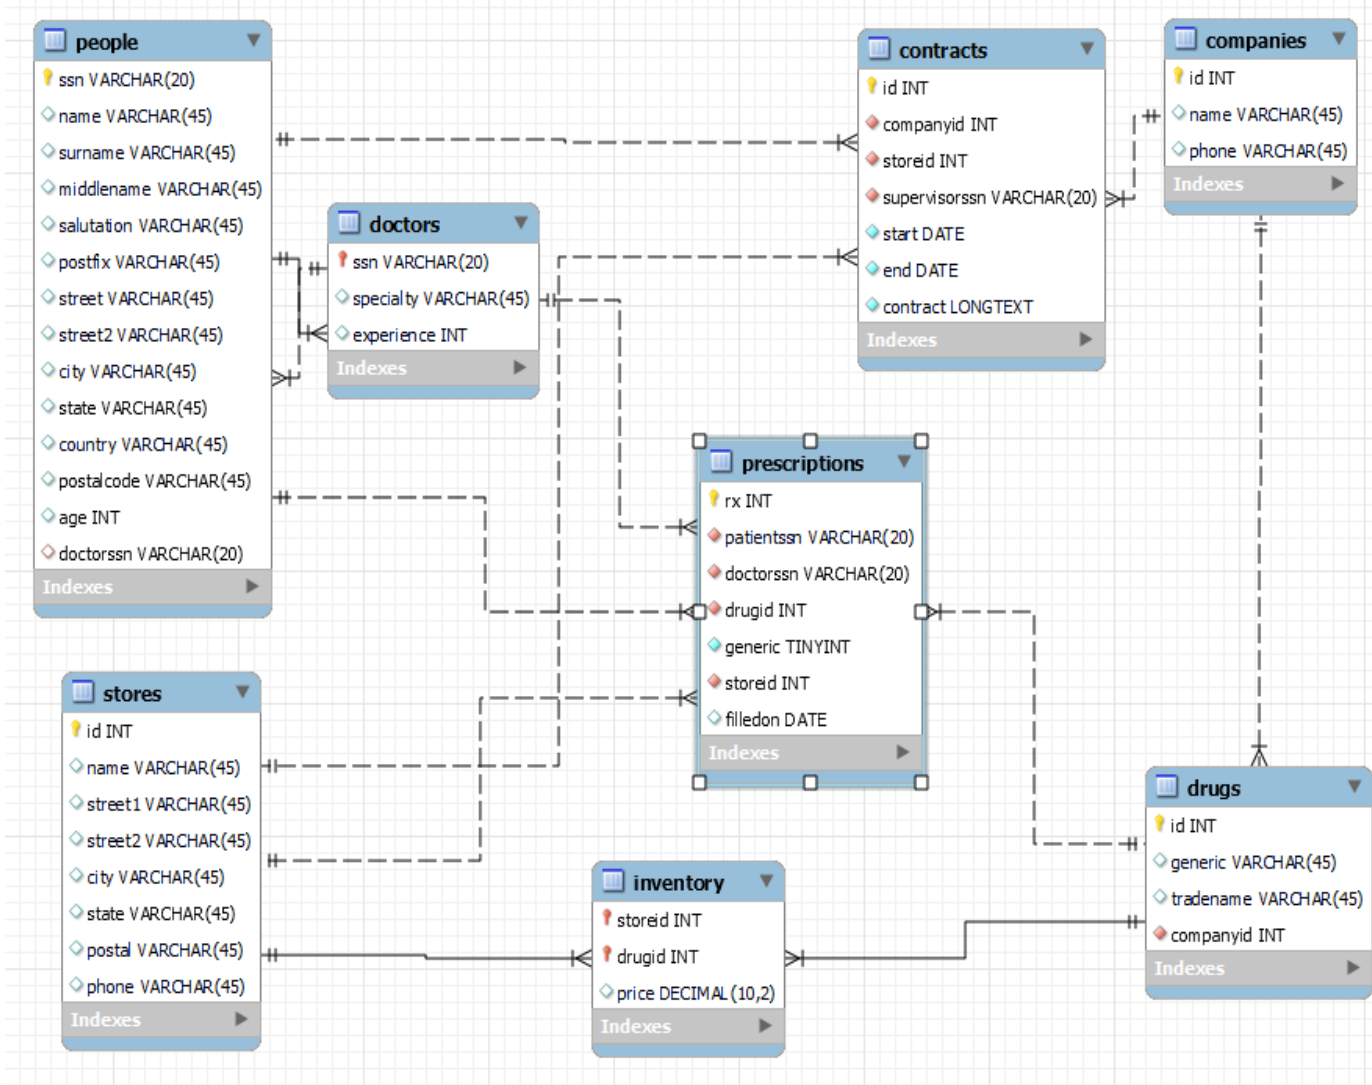 people
ssn VARCHAR(20)
name VARCHAR(45)
surname VARCHAR(45)
middlename VARCHAR(45)
salutation VARCHAR(45)
postfix VARCHAR(45)
street VARCHAR(45)
street2 VARCHAR(45)
city VARCHAR(45)
state VARCHAR(45)
country VARCHAR(45)
postalcode VARCHAR(45)
age INT
doctorssn VARCHAR(20)
Indexes
doctors
ssn VARCHAR(20)
specialty VARCHAR(45)
experience INT
Indexes
contracts
id INT
companyid INT
storeid INT
supervisorssn VARCHAR(20)
start DATE
end DATE
contract LONGTEXT
Indexes
companies
id INT
name VARCHAR(45)
phone VARCHAR(45)
Indexes
prescriptions
rx INT
patientssn VARCHAR(20)
doctorssn VARCHAR(20)
drugid INT
generic TINYINT
storeid INT
filledon DATE
Indexes
stores
id INT
name VARCHAR(45)
street1 VARCHAR(45)
street2 VARCHAR(45)
city VARCHAR(45)
state VARCHAR(45)
postal VARCHAR(45)
phone VARCHAR(45)
Indexes
inventory
storeid INT
drugid INT
price DECIMAL(10,2)
Indexes
drugs
id INT
generic VARCHAR(45)
tradename VARCHAR(45)
companyid INT
Indexes